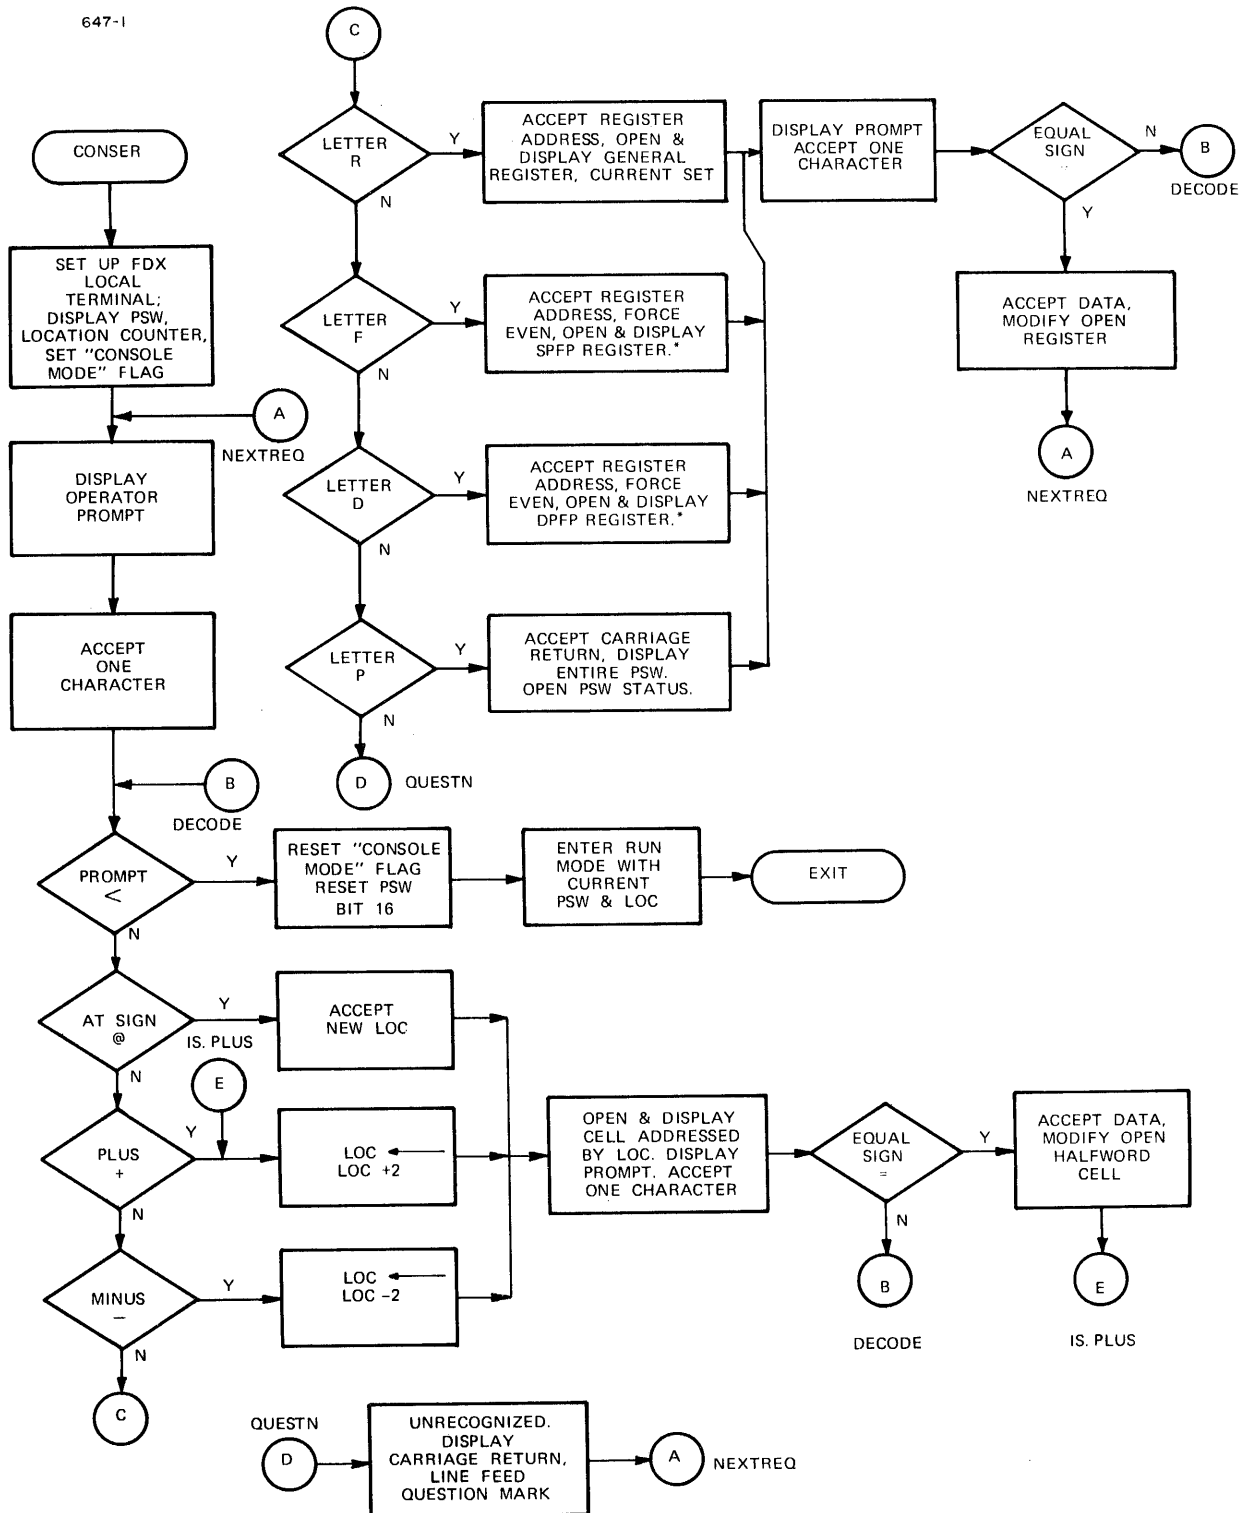 647-1
CONSER
SET UP FDX
LOCAL
TERMINAL;
DISPLAY PSW,
LOCATION COUNTER,
SET "CONSOLE
MODE" FLAG
A
NEXTREQ
DISPLAY
OPERATOR
PROMPT
ACCEPT
ONE
CHARACTER
B
DECODE
C
LETTER
R
Y
N
ACCEPT REGISTER
ADDRESS, OPEN &
DISPLAY GENERAL
REGISTER, CURRENT SET
DISPLAY PROMPT
ACCEPT ONE
CHARACTER
EQUAL
SIGN
=
N
B
DECODE
Y
ACCEPT DATA,
MODIFY OPEN
REGISTER
A
NEXTREQ
LETTER
F
Y
N
ACCEPT REGISTER
ADDRESS, FORCE
EVEN, OPEN & DISPLAY
SPFP REGISTER.*
LETTER
D
Y
N
ACCEPT REGISTER
ADDRESS, FORCE
EVEN, OPEN & DISPLAY
DPFP REGISTER.*
LETTER
P
Y
N
ACCEPT CARRIAGE
RETURN, DISPLAY
ENTIRE PSW.
OPEN PSW STATUS.
D
QUESTN
PROMPT
<
Y
N
RESET "CONSOLE
MODE" FLAG
RESET PSW
BIT 16
ENTER RUN
MODE WITH
CURRENT
PSW & LOC
EXIT
AT SIGN
@
Y
N
ACCEPT
NEW LOC
IS. PLUS
E
PLUS
+
Y
N
LOC ←
LOC +2
OPEN & DISPLAY
CELL ADDRESSED
BY LOC. DISPLAY
PROMPT. ACCEPT
ONE CHARACTER
EQUAL
SIGN
=
Y
N
ACCEPT DATA,
MODIFY OPEN
HALFWORD
CELL
B
DECODE
E
IS. PLUS
MINUS
–
Y
N
LOC ←
LOC –2
C
QUESTN
D
UNRECOGNIZED.
DISPLAY
CARRIAGE RETURN,
LINE FEED
QUESTION MARK
A
NEXTREQ